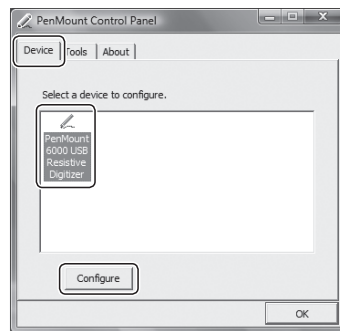 PenMount Control Panel
Device Tools About
Select a device to configure.
PenMount
6000 USB
Resistive
Digitizer
Configure
OK